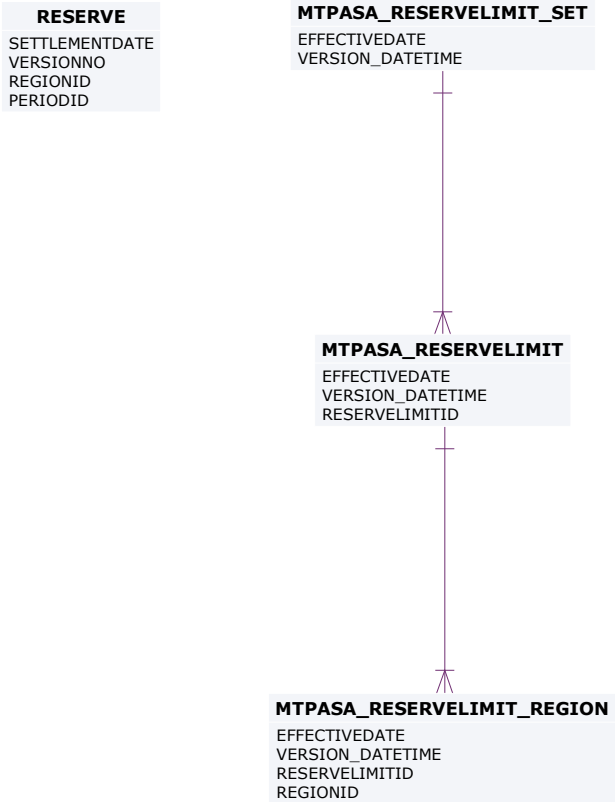 RESERVE
SETTLEMENTDATE
VERSIONNO
REGIONID
PERIODID
MTPASA_RESERVELIMIT_SET
EFFECTIVEDATE
VERSION_DATETIME
MTPASA_RESERVELIMIT
EFFECTIVEDATE
VERSION_DATETIME
RESERVELIMITID
MTPASA_RESERVELIMIT_REGION
EFFECTIVEDATE
VERSION_DATETIME
RESERVELIMITID
REGIONID